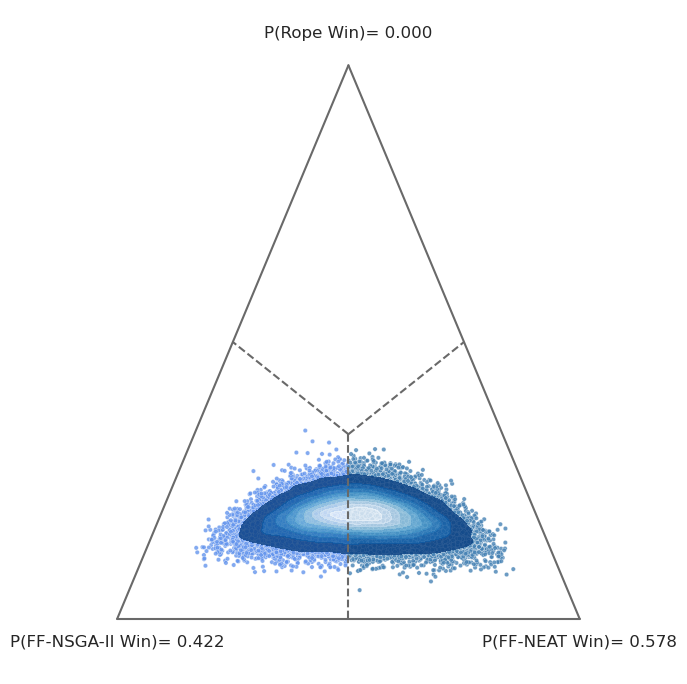 P(Rope Win)= 0.000
P(FF-NSGA-II Win)= 0.422
P(FF-NEAT Win)= 0.578